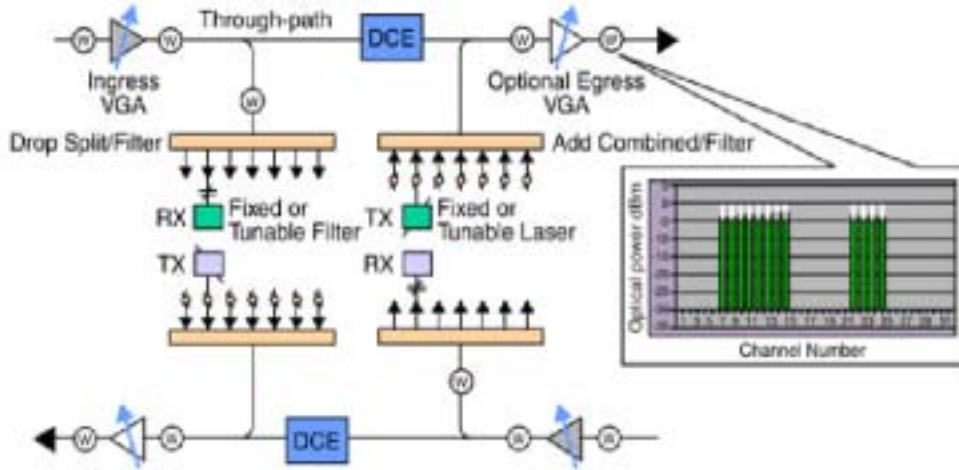 Through-path
DCE
W
W
W
W
Ingress
VGA
Optional Egress
VGA
W
Drop Split/Filter
Add Combined/Filter
RX
Fixed or
Tunable Filter
TX
Fixed or
Tunable Laser
TX
RX
Optical power dBm
Channel Number
W
W
W
DCE
W
W